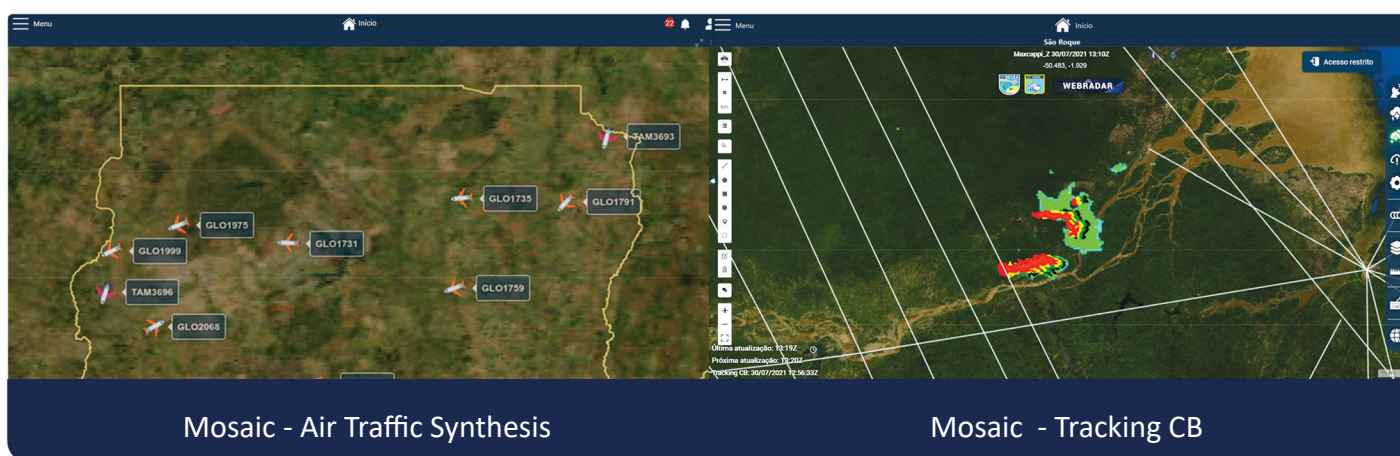 Menu
Início
22
TAM3693
GLO1735
GLO1791
GLO1975
GLO1731
GLO1999
TAM3696
GLO1759
GLO2068
Mosaic - Air Traffic Synthesis
Menu
Início
São Roque
Maxcappi_Z 30/07/2021 13:10Z
-50.483, -1.929
WEBRADAR
Acesso restrito
Última atualização: 13:19Z
Próxima atualização: 13:20Z
Tracking CB: 30/07/2021 12:56:33Z
Mosaic - Tracking CB